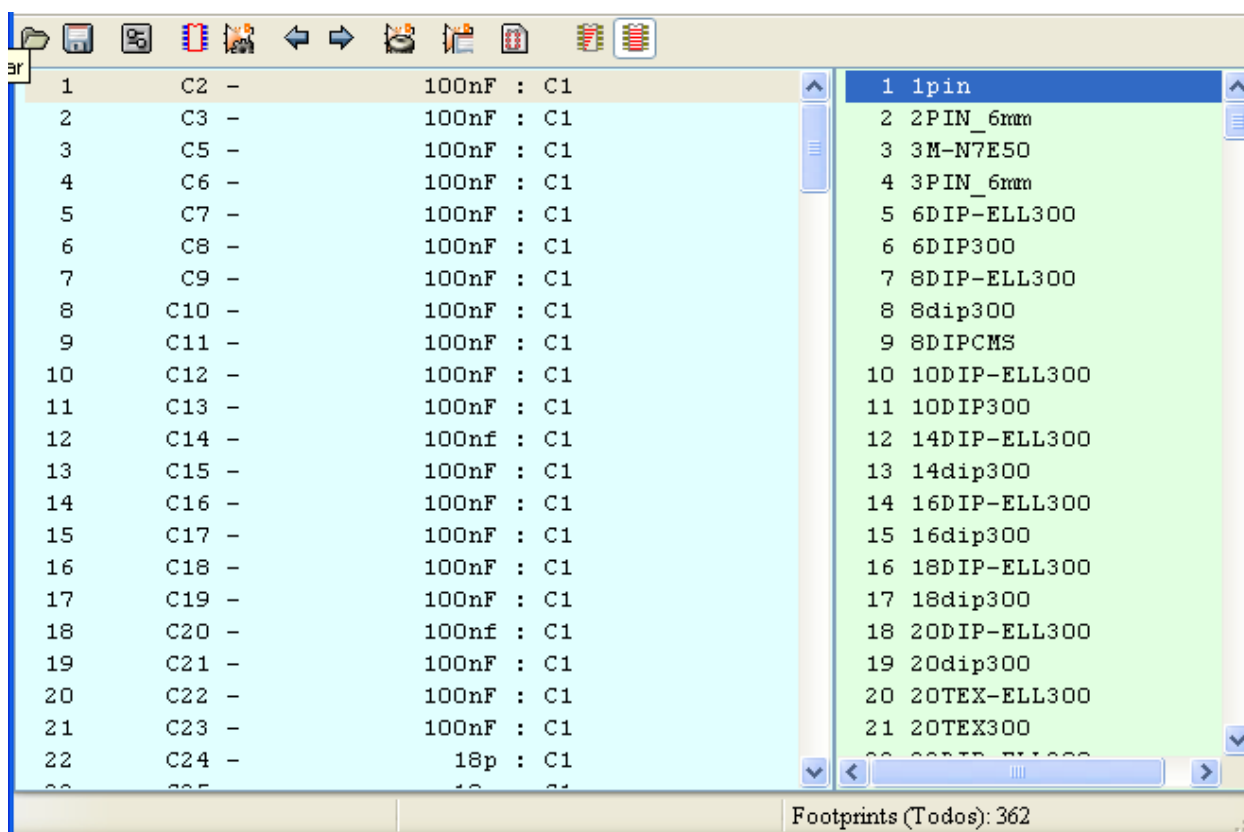 ar
1 C2 - 100nF : C1
2 C3 - 100nF : C1
3 C5 - 100nF : C1
4 C6 - 100nF : C1
5 C7 - 100nF : C1
6 C8 - 100nF : C1
7 C9 - 100nF : C1
8 C10 - 100nF : C1
9 C11 - 100nF : C1
10 C12 - 100nF : C1
11 C13 - 100nF : C1
12 C14 - 100nf : C1
13 C15 - 100nF : C1
14 C16 - 100nF : C1
15 C17 - 100nF : C1
16 C18 - 100nF : C1
17 C19 - 100nF : C1
18 C20 - 100nf : C1
19 C21 - 100nF : C1
20 C22 - 100nF : C1
21 C23 - 100nF : C1
22 C24 - 18p : C1
1 1pin
2 2PIN_6mm
3 3M-N7E50
4 3PIN_6mm
5 6DIP-ELL300
6 6DIP300
7 8DIP-ELL300
8 8dip300
9 8DIPCMS
10 10DIP-ELL300
11 10DIP300
12 14DIP-ELL300
13 14dip300
14 16DIP-ELL300
15 16dip300
16 18DIP-ELL300
17 18dip300
18 20DIP-ELL300
19 20dip300
20 20TEX-ELL300
21 20TEX300
Footprints (Todos): 362